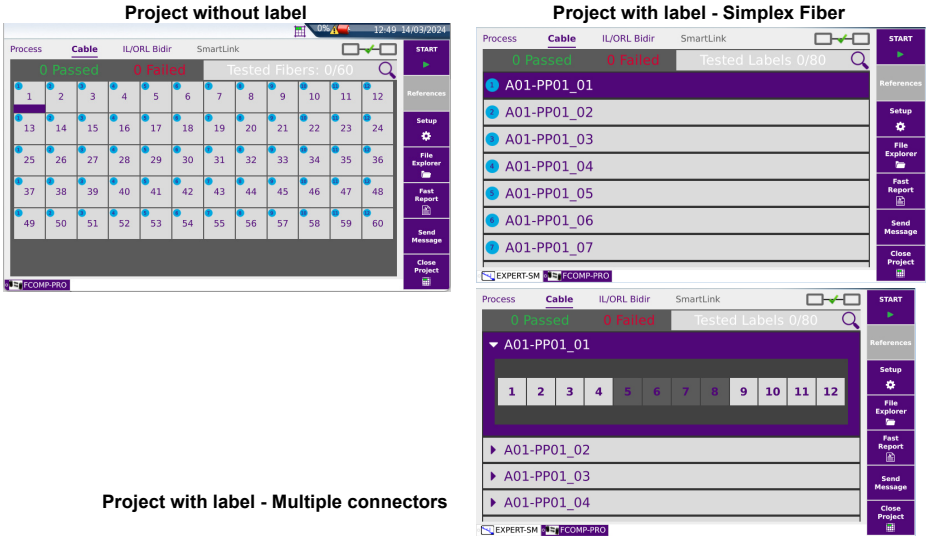 Project without label
0% 12:49 14/03/2024
Process Cable IL/ORL Bidir SmartLink
0 Passed 0 Failed Tested Fibers: 0/60
1 2 3 4 5 6 7 8 9 10 11 12
13 14 15 16 17 18 19 20 21 22 23 24
25 26 27 28 29 30 31 32 33 34 35 36
37 38 39 40 41 42 43 44 45 46 47 48
49 50 51 52 53 54 55 56 57 58 59 60
START
References
Setup
File
Explorer
Fast
Report
Send
Message
Close
Project
FCOMP-PRO
Project with label - Simplex Fiber
Process Cable IL/ORL Bidir SmartLink
0 Passed 0 Failed Tested Labels 0/80
1 A01-PP01_01
2 A01-PP01_02
3 A01-PP01_03
4 A01-PP01_04
5 A01-PP01_05
6 A01-PP01_06
7 A01-PP01_07
START
References
Setup
File
Explorer
Fast
Report
Send
Message
Close
Project
EXPERT-SM FCOMP-PRO
Process Cable IL/ORL Bidir SmartLink
0 Passed 0 Failed Tested Labels 0/80
A01-PP01_01
1 2 3 4 5 6 7 8 9 10 11 12
A01-PP01_02
A01-PP01_03
A01-PP01_04
START
References
Setup
File
Explorer
Fast
Report
Send
Message
Close
Project
EXPERT-SM FCOMP-PRO
Project with label - Multiple connectors